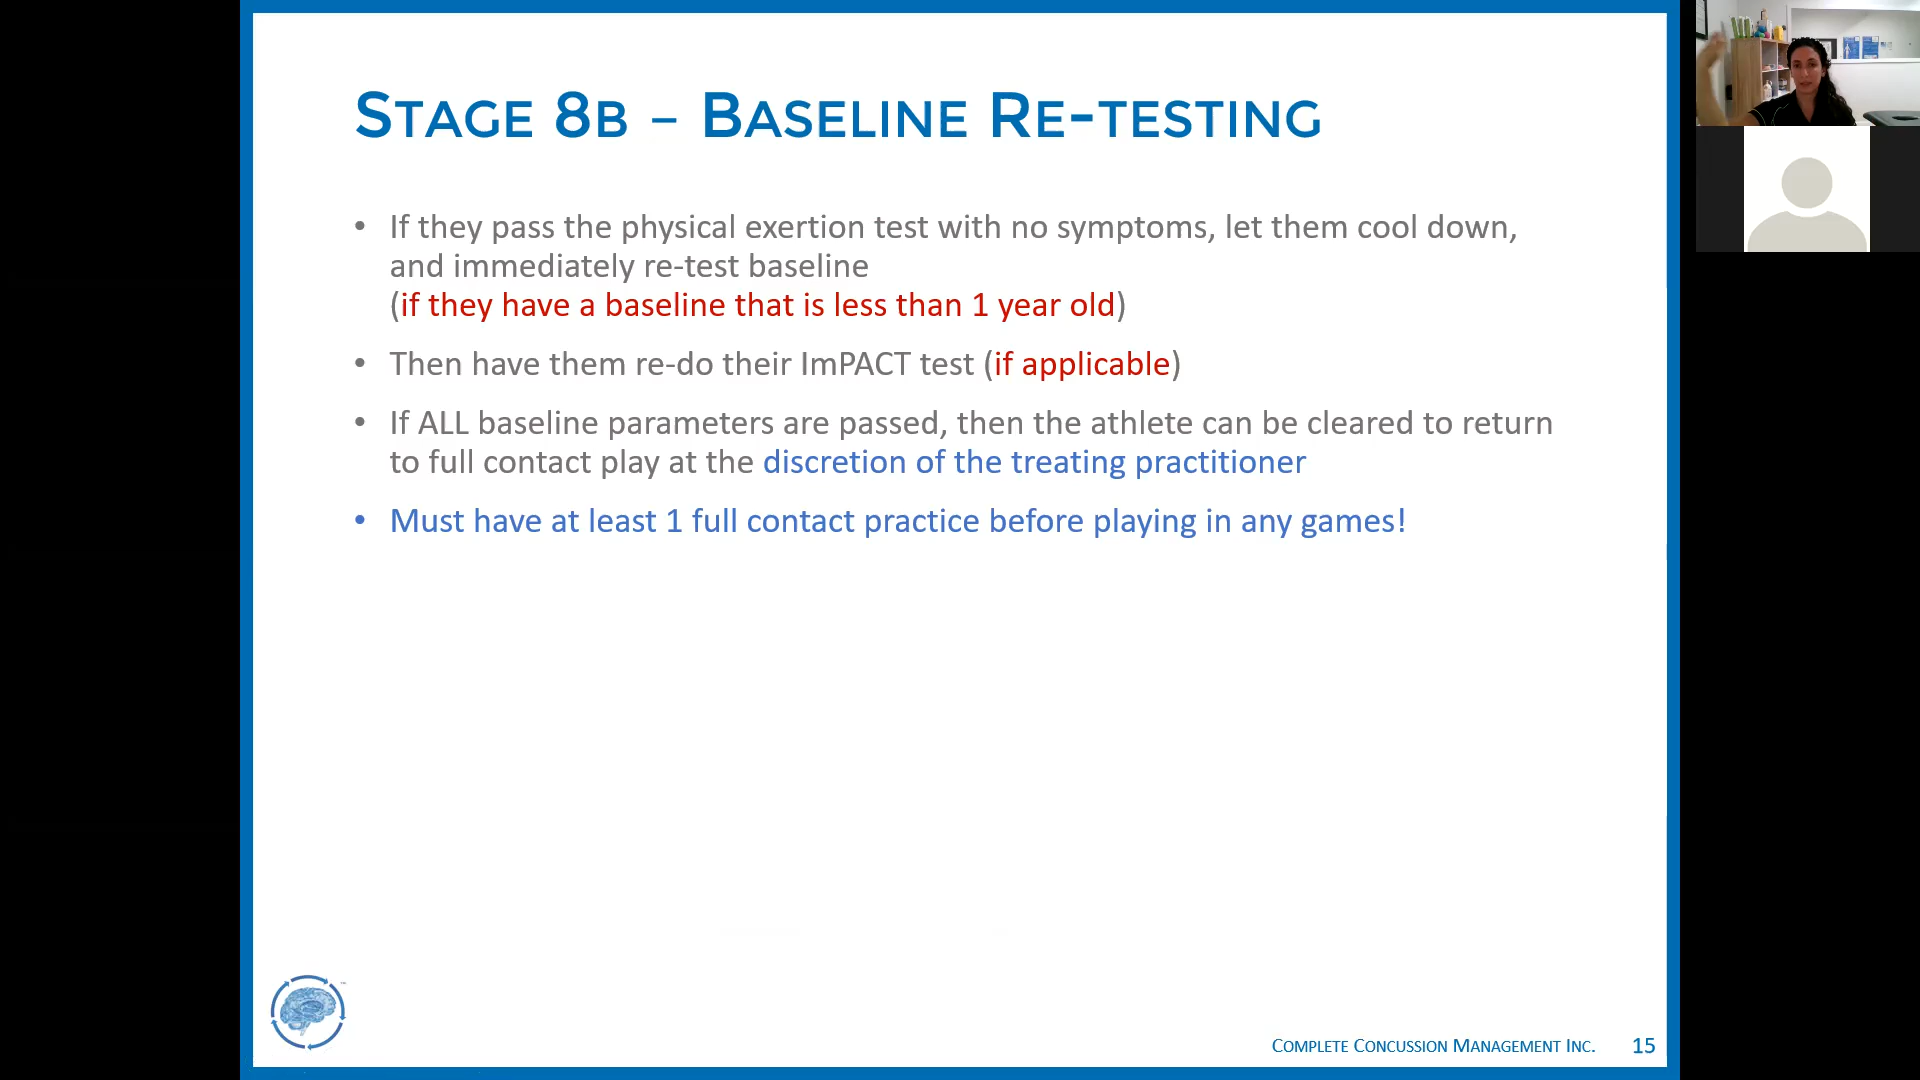 STAGE 8B – BASELINE RE-TESTING
• If they pass the physical exertion test with no symptoms, let them cool down,
and immediately re-test baseline
(if they have a baseline that is less than 1 year old)
• Then have them re-do their ImPACT test (if applicable)
• If ALL baseline parameters are passed, then the athlete can be cleared to return
to full contact play at the discretion of the treating practitioner
• Must have at least 1 full contact practice before playing in any games!
COMPLETE CONCUSSION MANAGEMENT INC. 15